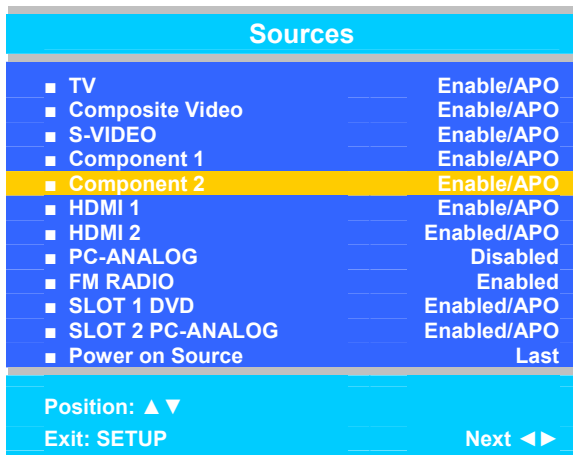 Sources
■ TV Enable/APO
■ Composite Video Enable/APO
■ S-VIDEO Enable/APO
■ Component 1 Enable/APO
■ Component 2 Enable/APO
■ HDMI 1 Enable/APO
■ HDMI 2 Enabled/APO
■ PC-ANALOG Disabled
■ FM RADIO Enabled
■ SLOT 1 DVD Enabled/APO
■ SLOT 2 PC-ANALOG Enabled/APO
■ Power on Source Last
Position: ▲▼
Exit: SETUP Next ◄►